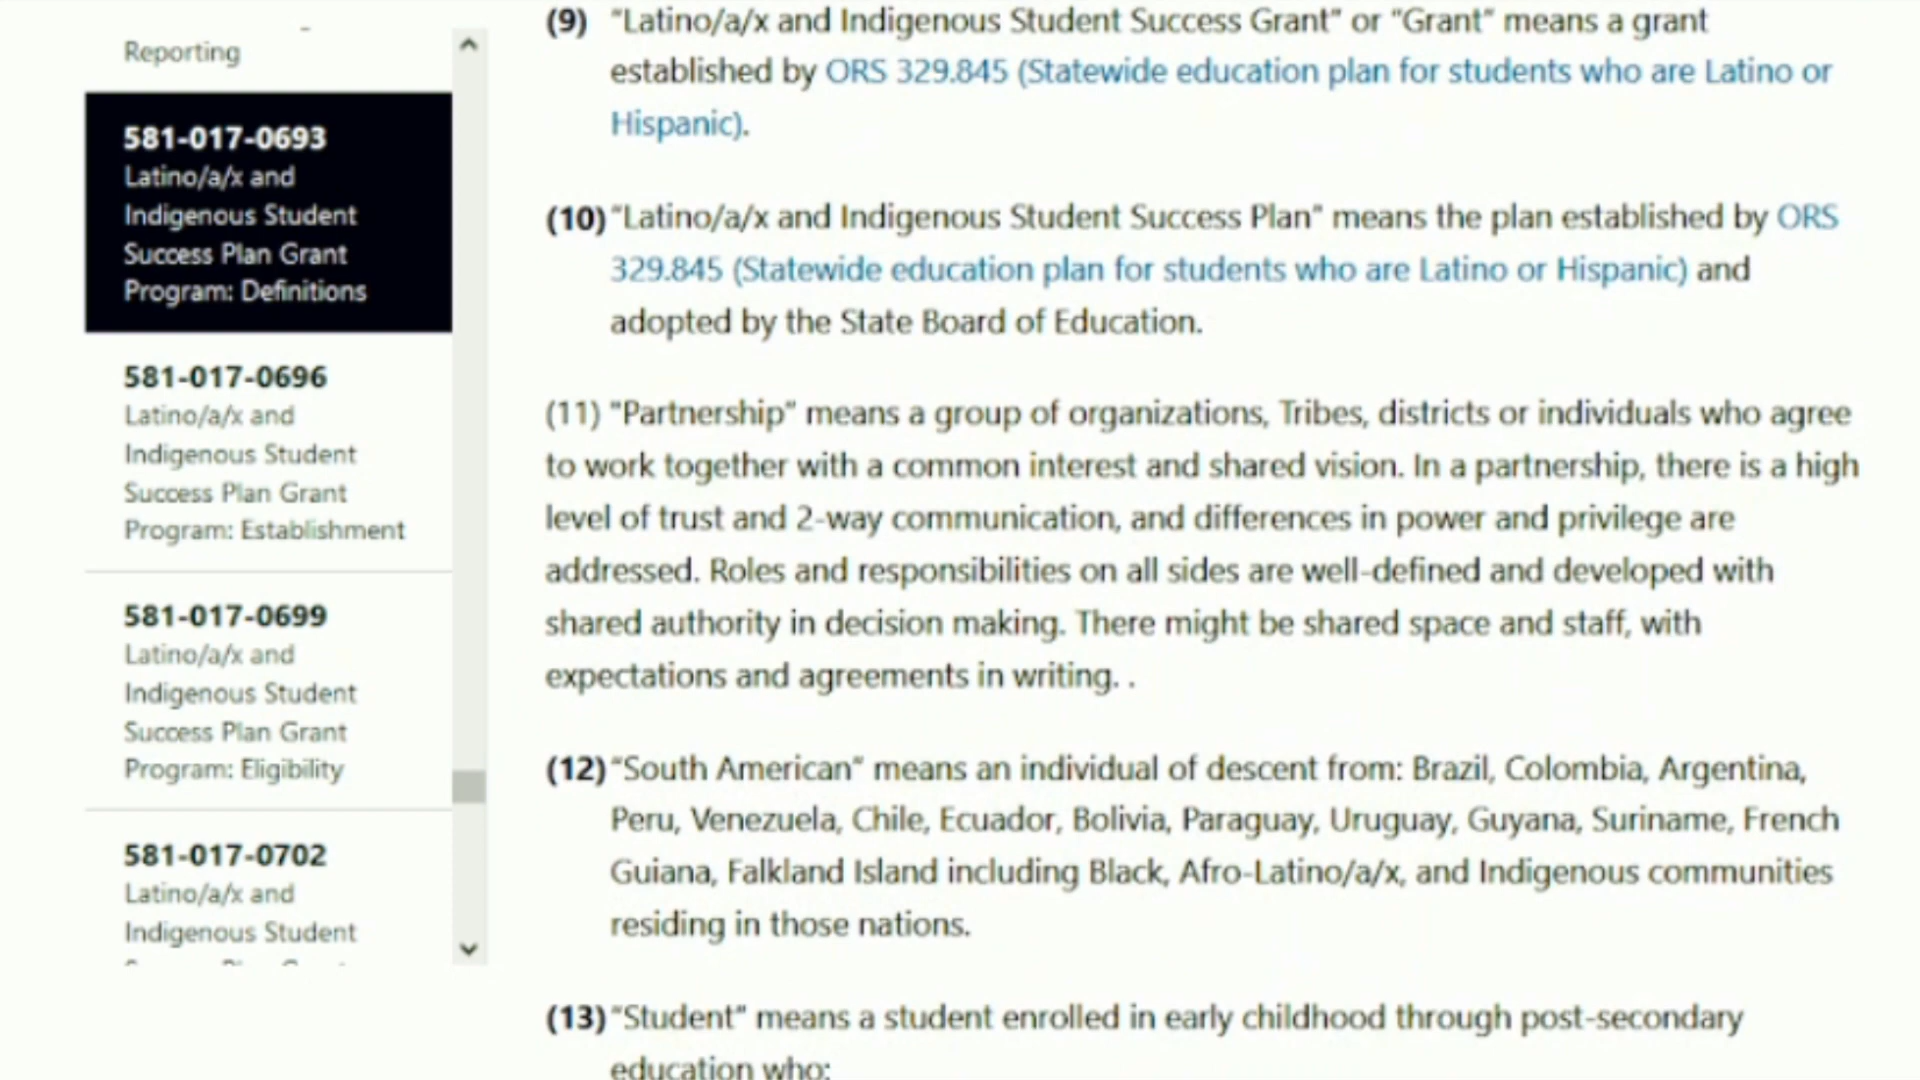 Reporting
581-017-0693
Latino/a/x and
Indigenous Student
Success Plan Grant
Program: Definitions
581-017-0696
Latino/a/x and
Indigenous Student
Success Plan Grant
Program: Establishment
581-017-0699
Latino/a/x and
Indigenous Student
Success Plan Grant
Program: Eligibility
581-017-0702
Latino/a/x and
Indigenous Student
(9) "Latino/a/x and Indigenous Student Success Grant" or "Grant" means a grant
established by ORS 329.845 (Statewide education plan for students who are Latino or
Hispanic).
(10) "Latino/a/x and Indigenous Student Success Plan" means the plan established by ORS
329.845 (Statewide education plan for students who are Latino or Hispanic) and
adopted by the State Board of Education.
(11) "Partnership" means a group of organizations, Tribes, districts or individuals who agree
to work together with a common interest and shared vision. In a partnership, there is a high
level of trust and 2-way communication, and differences in power and privilege are
addressed. Roles and responsibilities on all sides are well-defined and developed with
shared authority in decision making. There might be shared space and staff, with
expectations and agreements in writing. .
(12) "South American" means an individual of descent from: Brazil, Colombia, Argentina,
Peru, Venezuela, Chile, Ecuador, Bolivia, Paraguay, Uruguay, Guyana, Suriname, French
Guiana, Falkland Island including Black, Afro-Latino/a/x, and Indigenous communities
residing in those nations.
(13) "Student" means a student enrolled in early childhood through post-secondary
education who: